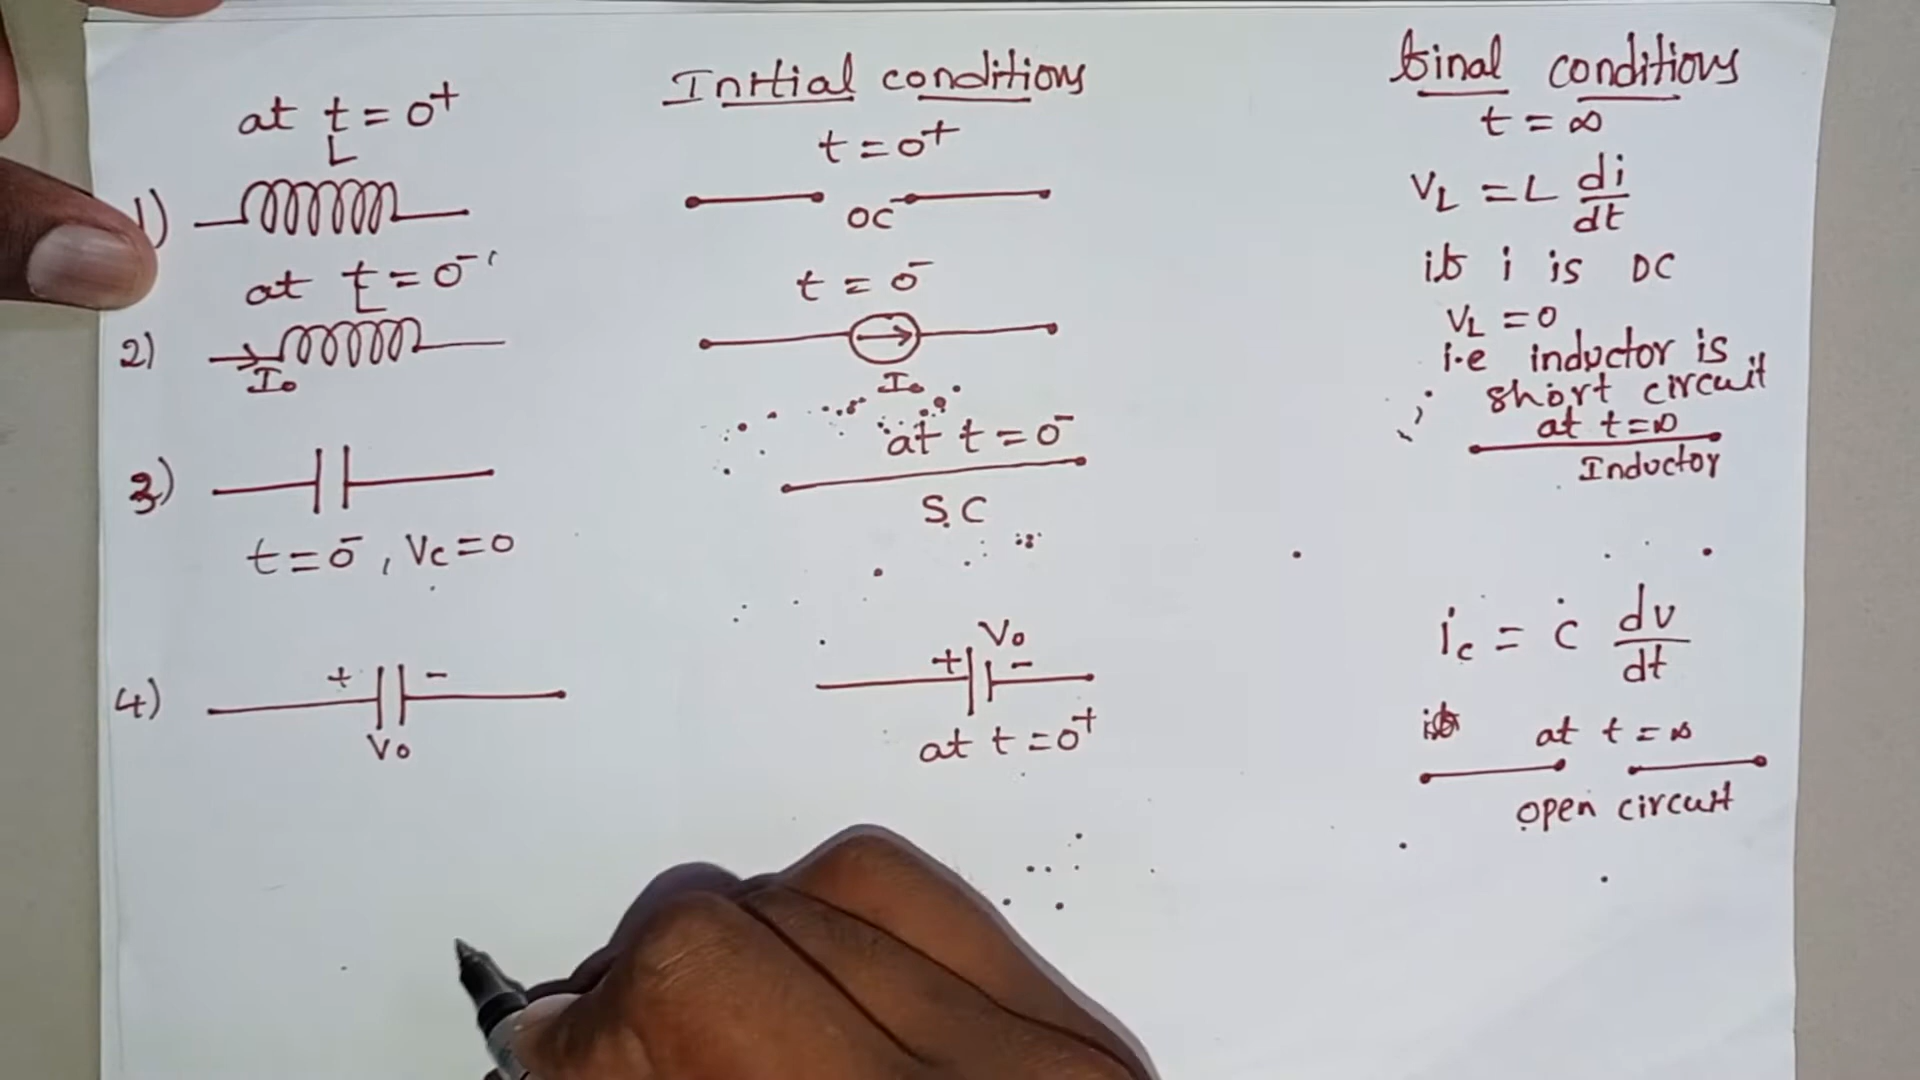 at t = 0+
L
1)
at t = 0-
L
2)
I₀
3)
t = 0-, Vc = 0
4) + -
V₀
Initial conditions
t = 0+
OC
t = 0-
I₀
at t = 0-
S.C
V₀
+ -
at t = 0+
final conditions
t = ∞
VL = L di/dt
if i is DC
VL = 0
i.e inductor is
short circuit
at t = ∞
Inductor
ic = c dv/dt
if at t = ∞
open circuit